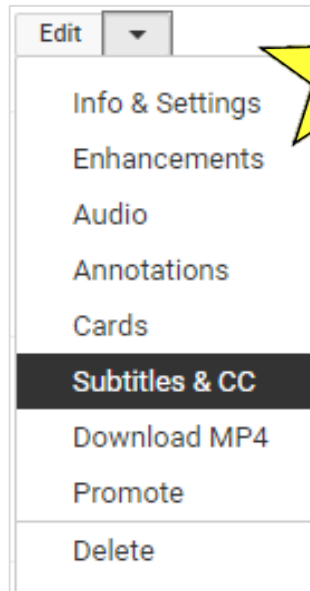 Edit
Info & Settings
Enhancements
Audio
Annotations
Cards
Subtitles & CC
Download MP4
Promote
Delete